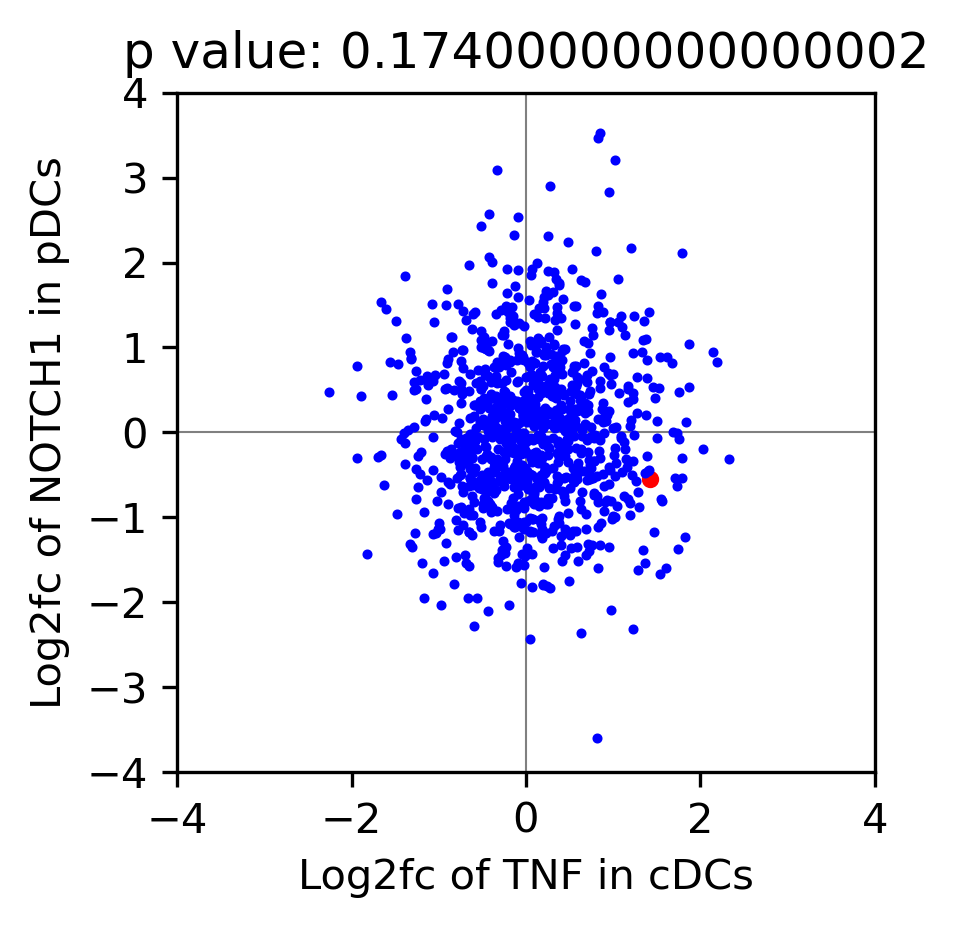 p value: 0.17400000000000002
Log2fc of NOTCH1 in pDCs
4
3
2
1
0
−1
−2
−3
−4
−4 −2 0 2 4
Log2fc of TNF in cDCs